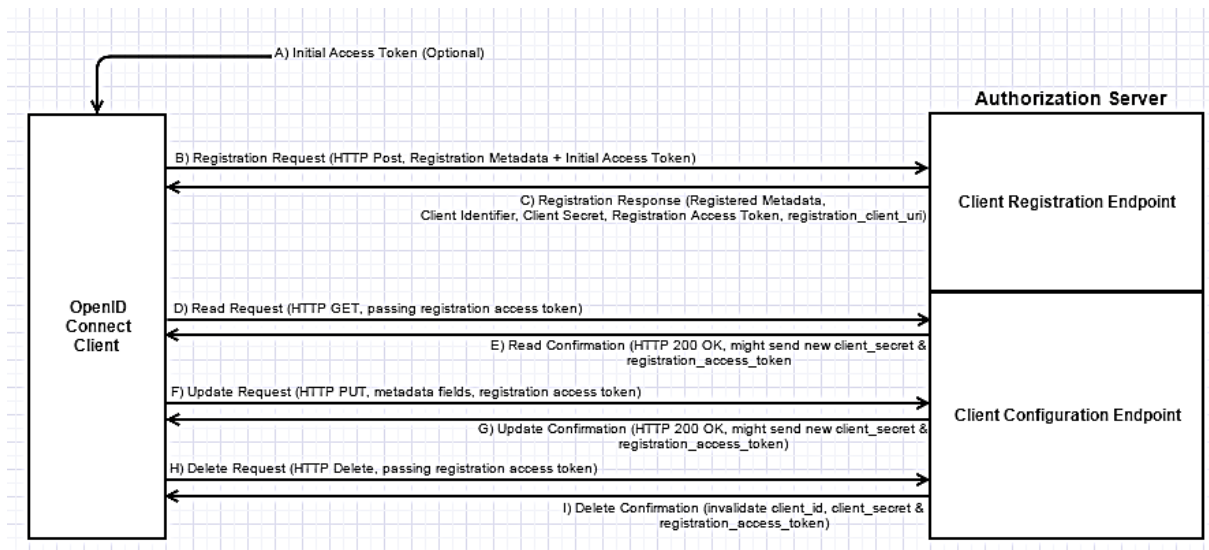 A) Initial Access Token (Optional)
Authorization Server
B) Registration Request (HTTP Post, Registration Metadata + Initial Access Token)
C) Registration Response (Registered Metadata,
Client Identifier, Client Secret, Registration Access Token, registration_client_uri)
Client Registration Endpoint
OpenID
Connect
Client
D) Read Request (HTTP GET, passing registration access token)
E) Read Confirmation (HTTP 200 OK, might send new client_secret &
registration_access_token
F) Update Request (HTTP PUT, metadata fields, registration access token)
G) Update Confirmation (HTTP 200 OK, might send new client_secret &
registration_access_token)
Client Configuration Endpoint
H) Delete Request (HTTP Delete, passing registration access token)
I) Delete Confirmation (invalidate client_id, client_secret &
registration_access_token)